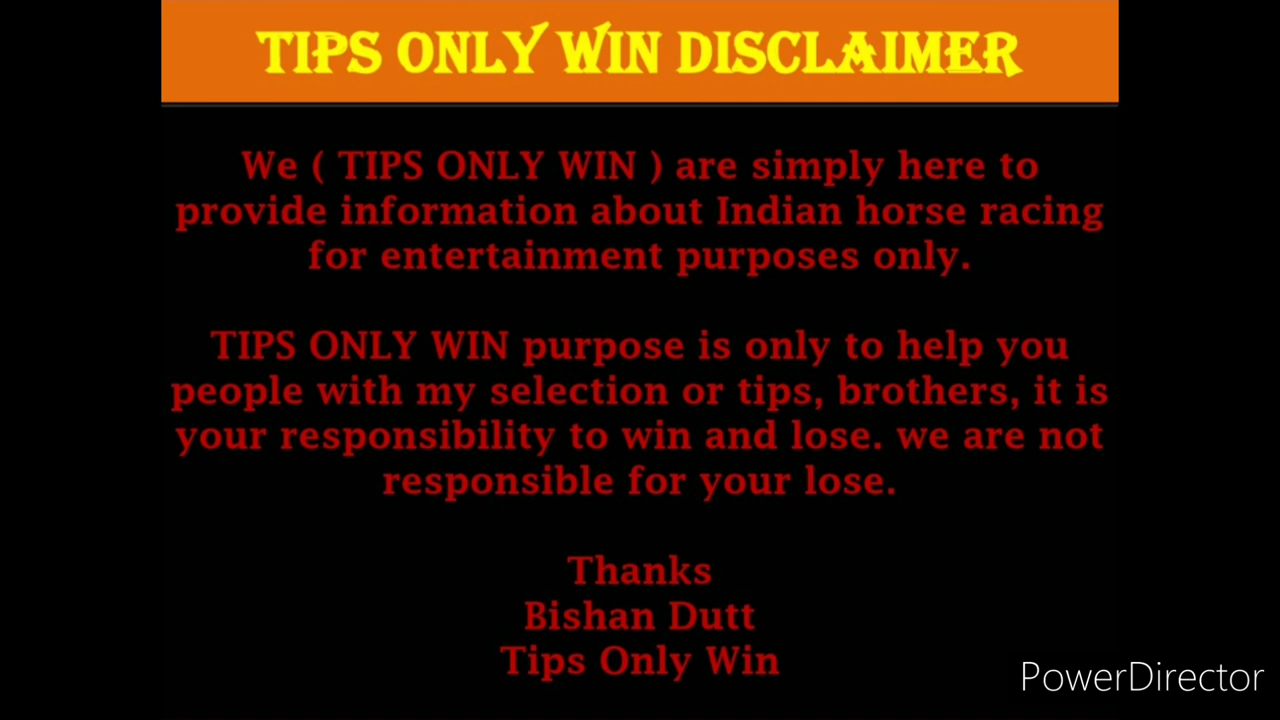 TIPS ONLY WIN DISCLAIMER
We ( TIPS ONLY WIN ) are simply here to
provide information about Indian horse racing
for entertainment purposes only.
TIPS ONLY WIN purpose is only to help you
people with my selection or tips, brothers, it is
your responsibility to win and lose. we are not
responsible for your lose.
Thanks
Bishan Dutt
Tips Only Win
PowerDirector